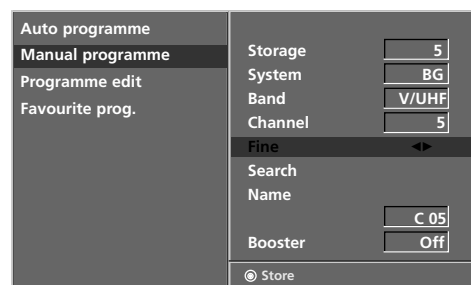 Auto programme
Manual programme
Programme edit
Favourite prog.
Storage 5
System BG
Band V/UHF
Channel 5
Fine ◀▶
Search
Name
C 05
Booster Off
◉ Store